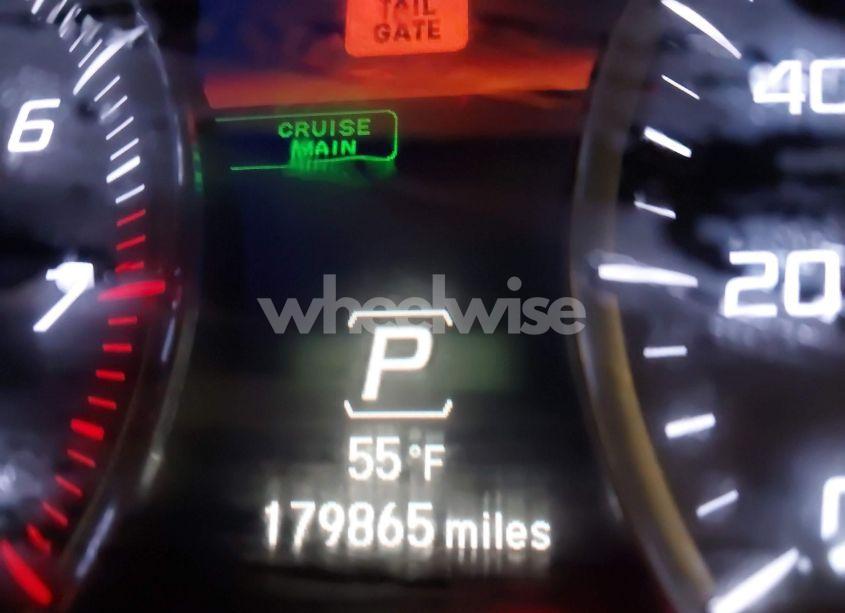 TAIL
GATE
6
40
CRUISE
MAIN
7
20
wheelwise
P
55 °F
179865 miles